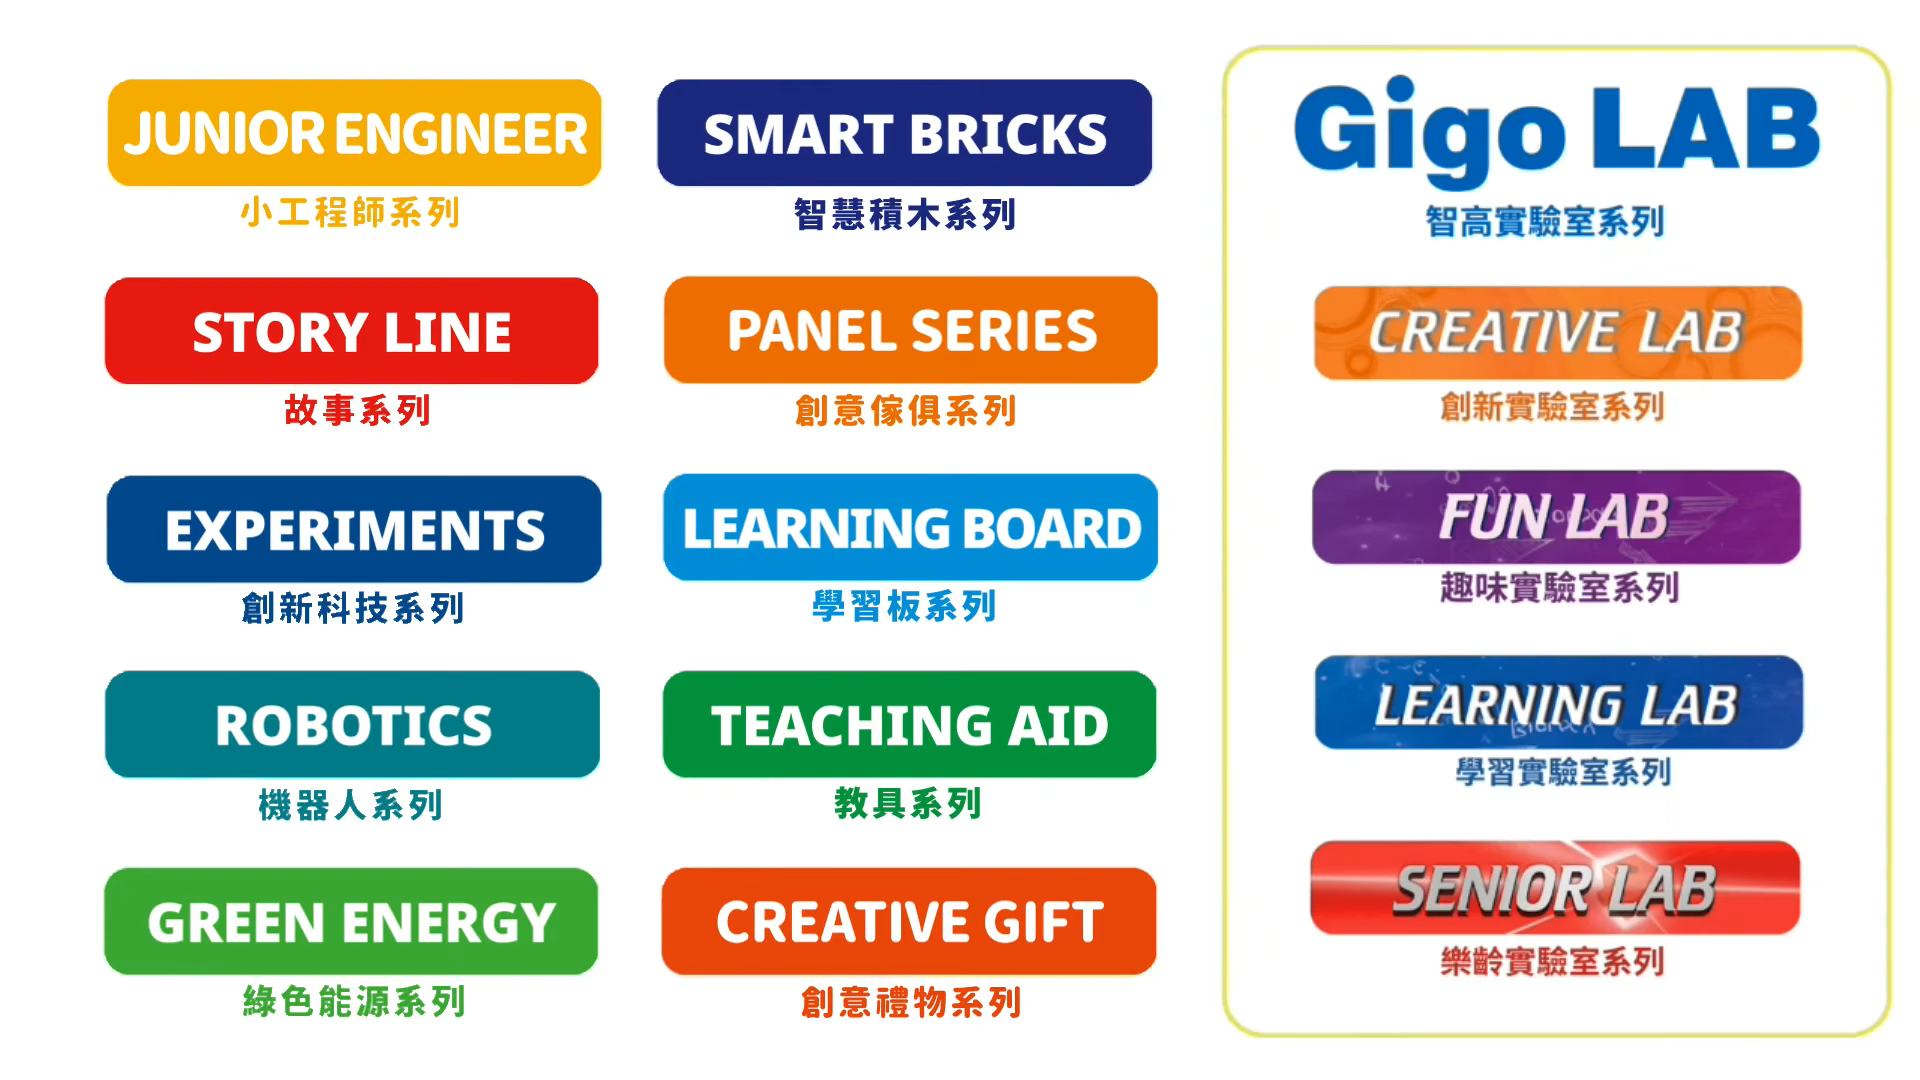 JUNIOR ENGINEER
小工程師系列
STORY LINE
故事系列
EXPERIMENTS
創新科技系列
ROBOTICS
機器人系列
GREEN ENERGY
綠色能源系列
SMART BRICKS
智慧積木系列
PANEL SERIES
創意傢俱系列
LEARNING BOARD
學習板系列
TEACHING AID
教具系列
CREATIVE GIFT
創意禮物系列
Gigo LAB
智高實驗室系列
CREATIVE LAB
創新實驗室系列
FUN LAB
趣味實驗室系列
LEARNING LAB
學習實驗室系列
SENIOR LAB
樂齡實驗室系列